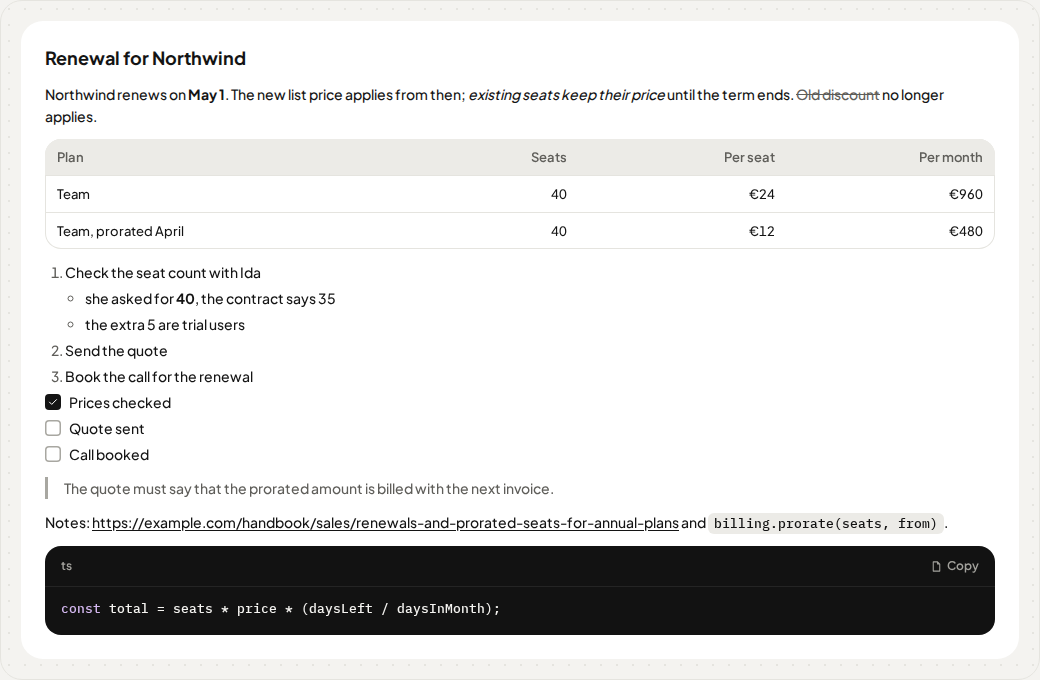 Renewal for Northwind
Northwind renews on May 1. The new list price applies from then; existing seats keep their price until the term ends. Old discount no longer
applies.
Plan Seats Per seat Per month
Team 40 €24 €960
Team, prorated April 40 €12 €480
1. Check the seat count with Ida
she asked for 40, the contract says 35
the extra 5 are trial users
2. Send the quote
3. Book the call for the renewal
Prices checked
Quote sent
Call booked
The quote must say that the prorated amount is billed with the next invoice.
Notes: https://example.com/handbook/sales/renewals-and-prorated-seats-for-annual-plans and billing.prorate(seats, from) .
ts Copy
const total = seats * price * (daysLeft / daysInMonth);